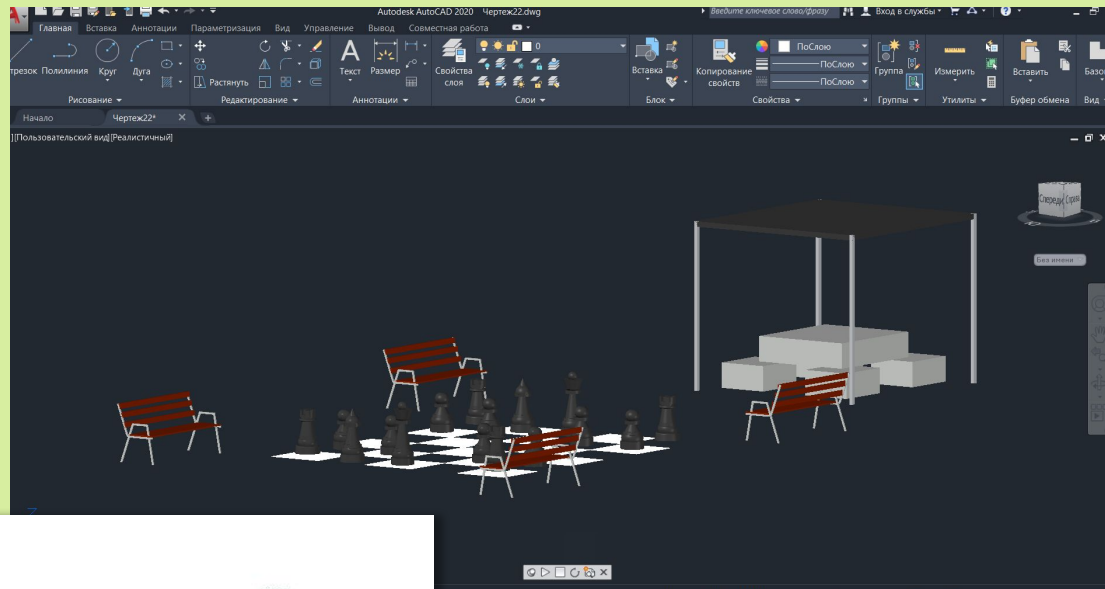 Autodesk AutoCAD 2020 Чертеж22.dwg
Введите ключевое слово/фразу
Вход в службы
Главная Вставка Аннотации Параметризация Вид Управление Вывод Совместная работа
0
ПоСлою
трезок Полилиния Круг Дуга
Растянуть
Текст Размер
Свойства слоя
Вставка
Копирование свойств
ПоСлою
ПоСлою
Группа
Измерить
Вставить
Рисование Редактирование Аннотации Слои Блок Свойства Группы Утилиты Буфер обмена Вид
Начало Чертеж22*
][Пользовательский вид][Реалистичный]
Спереди Справа
Без имени